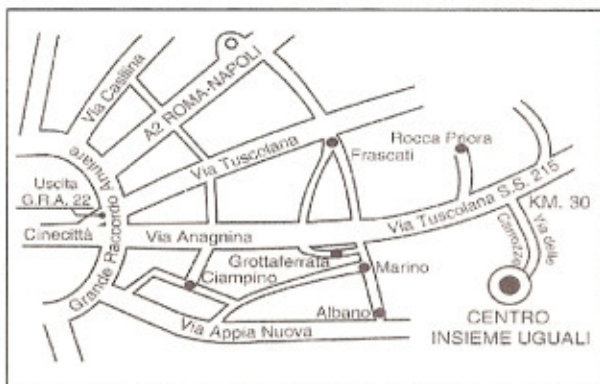 Via Casilina
A2 ROMA-NAPOLI
Grande Raccordo Anulare
Via Tuscolana
Frascati
Rocca Priora
Uscita
G.R.A. 22
Cinecittà
Via Anagnina
Via Tuscolana S.S. 215
KM. 30
Via delle
Carrozze
Grottaferrata
Ciampino
Marino
Albano
Via Appia Nuova
CENTRO
INSIEME UGUALI